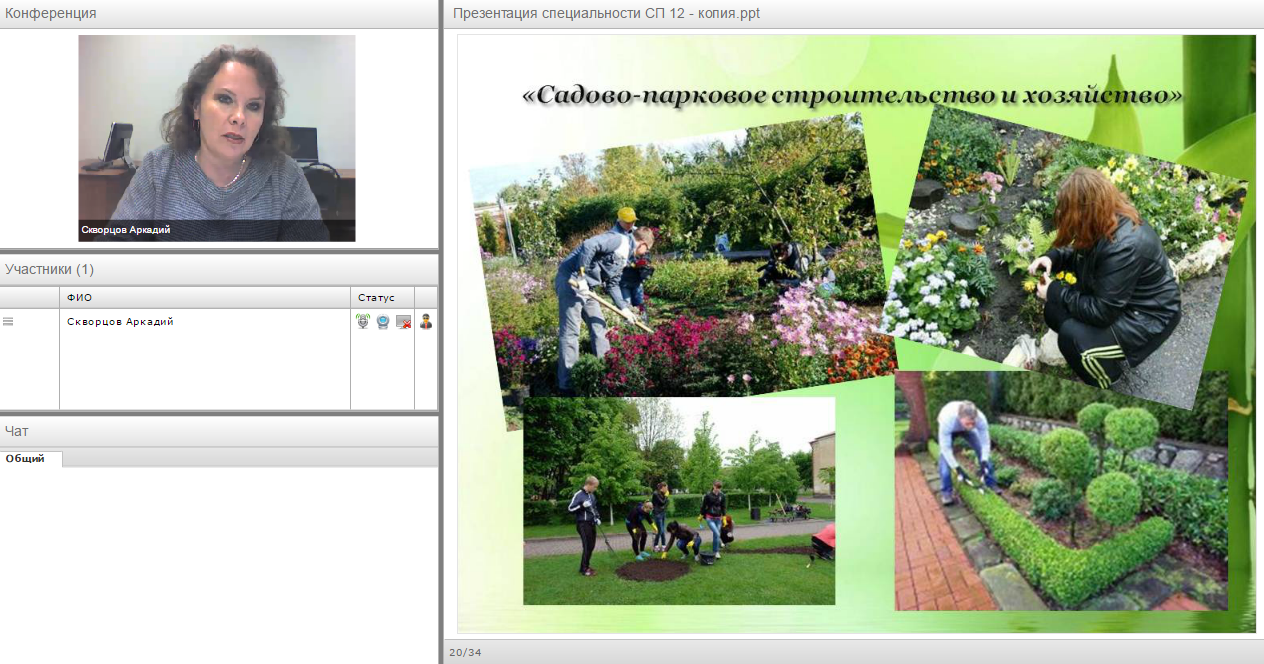 Конференция
Скворцов Аркадий
Участники (1)
ФИО
Статус
Скворцов Аркадий
Чат
Общий
Презентация специальности СП 12 - копия.ppt
«Садово-парковое строительство и хозяйство»
20/34